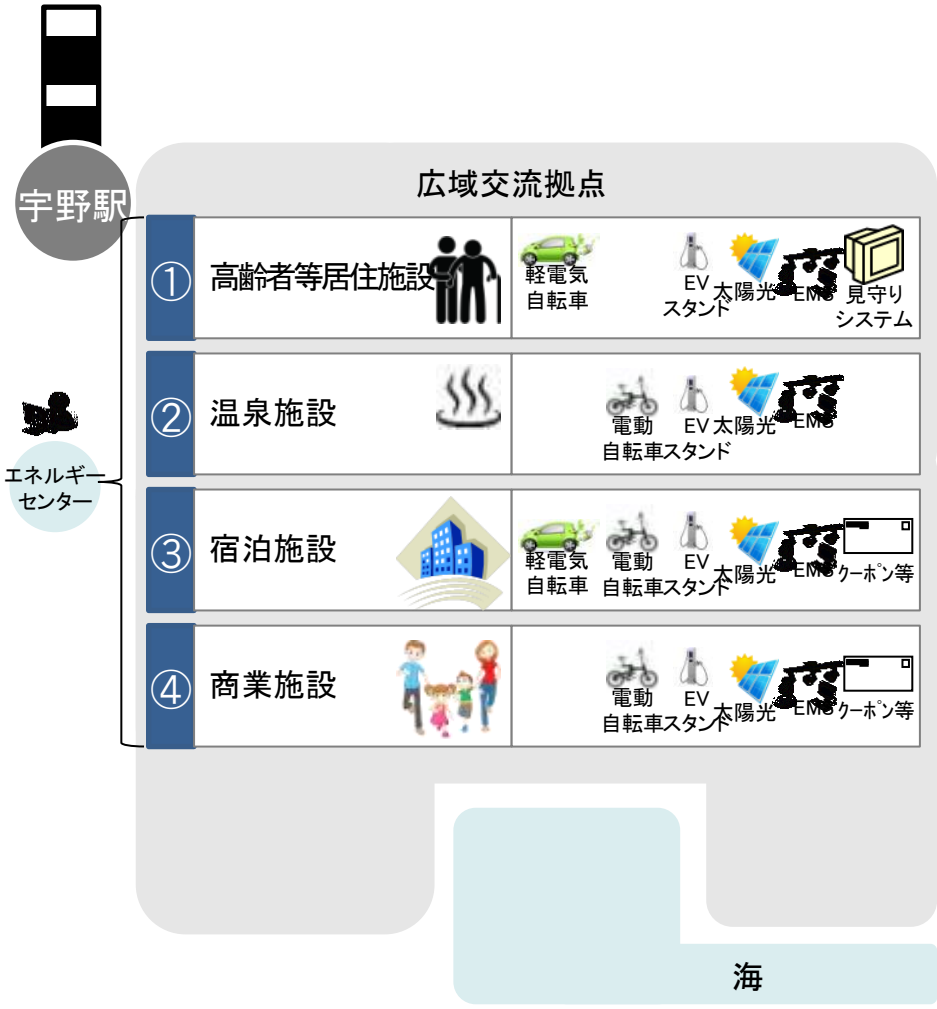 宇野駅
広域交流拠点
① 高齢者等居住施設
軽電気
自転車
EV
スタンド
太陽光
EMS
見守り
システム
② 温泉施設
電動
自転車
EV
スタンド
太陽光
EMS
エネルギー
センター
③ 宿泊施設
軽電気
自転車
電動
自転車
EV
スタンド
太陽光
EMS
クーポン等
④ 商業施設
電動
自転車
EV
スタンド
太陽光
EMS
クーポン等
海